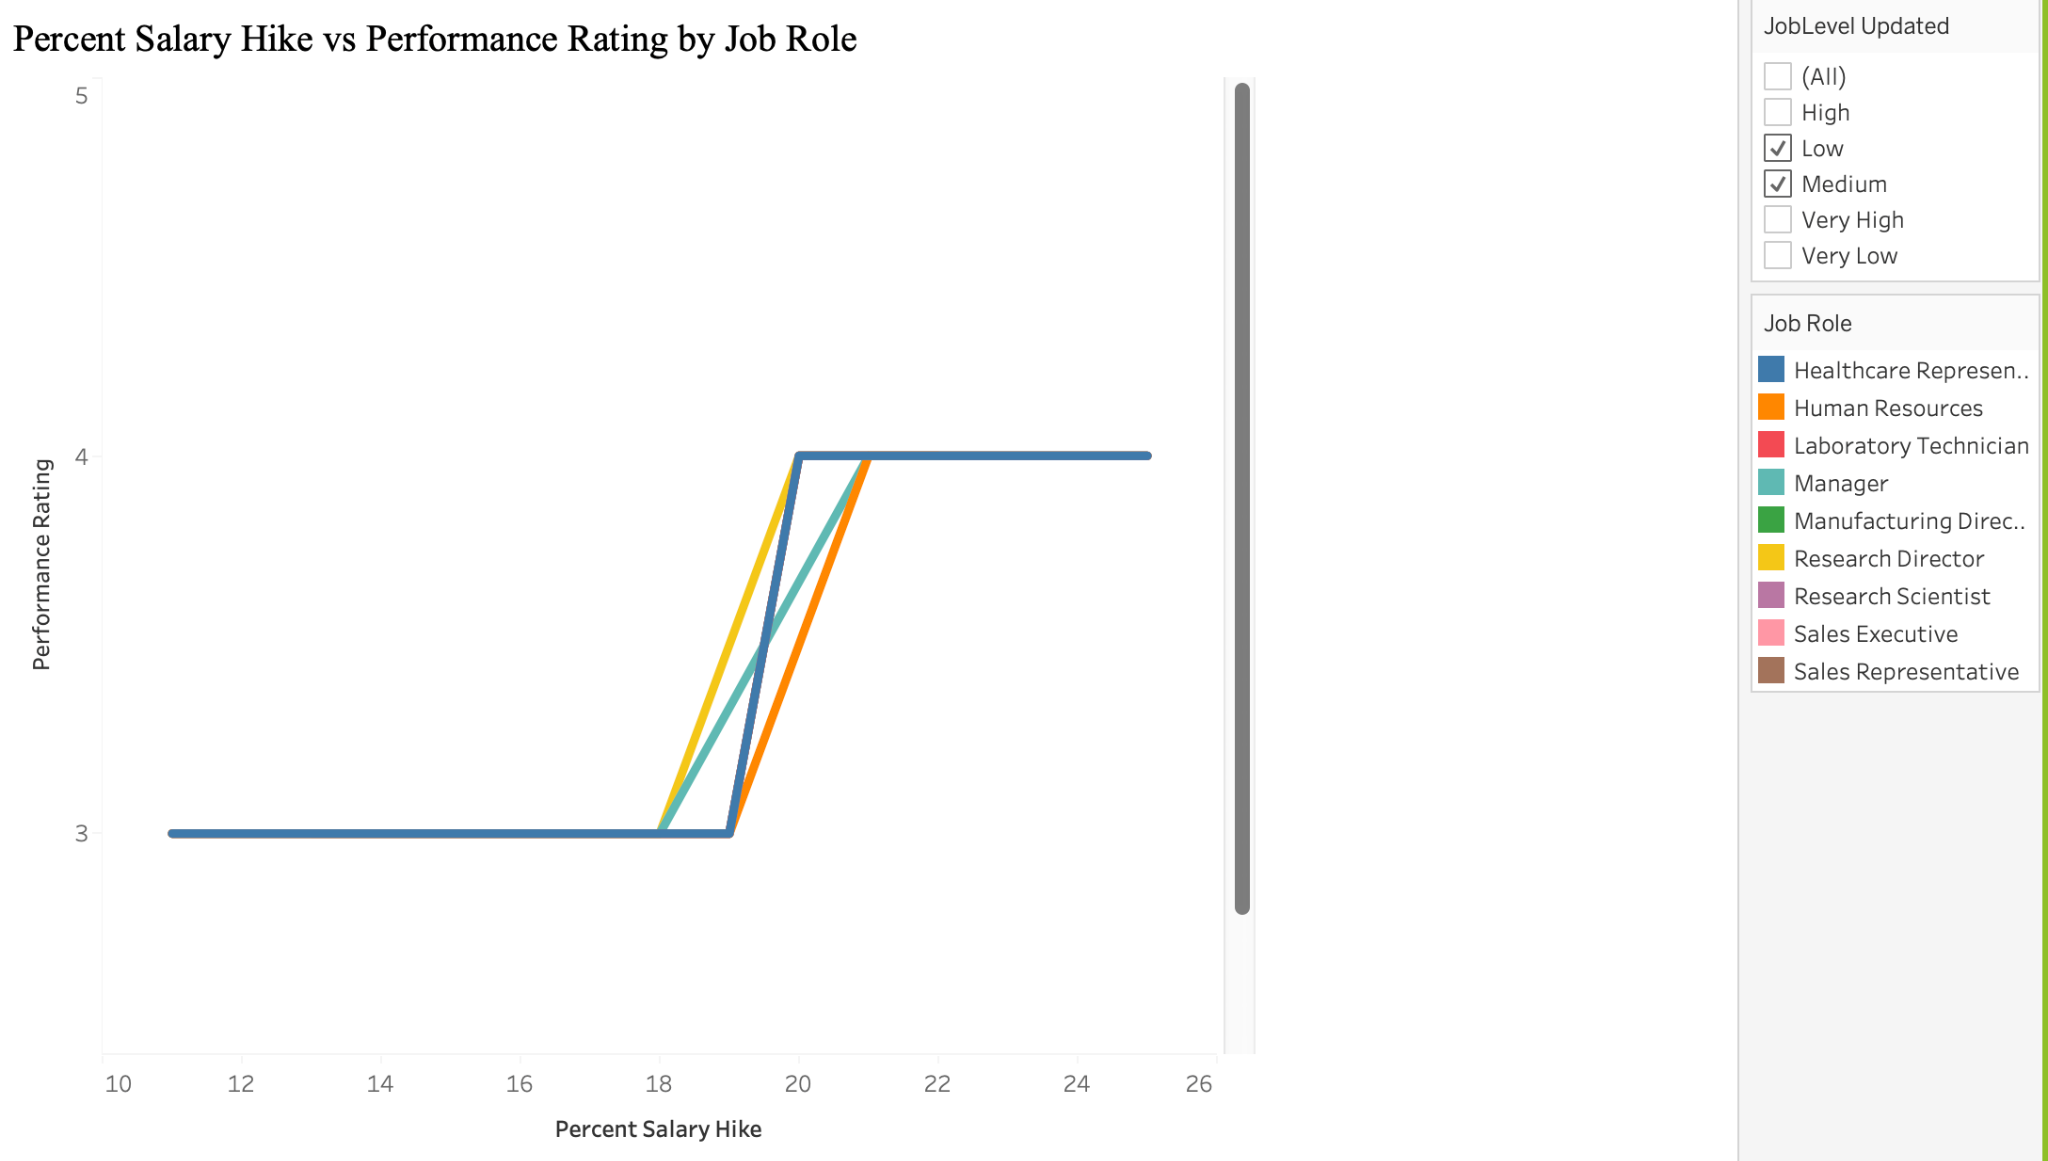 Percent Salary Hike vs Performance Rating by Job Role
5
4
3
Performance Rating
10 12 14 16 18 20 22 24 26
Percent Salary Hike
JobLevel Updated
(All)
High
Low
Medium
Very High
Very Low
Job Role
Healthcare Represen..
Human Resources
Laboratory Technician
Manager
Manufacturing Direc..
Research Director
Research Scientist
Sales Executive
Sales Representative